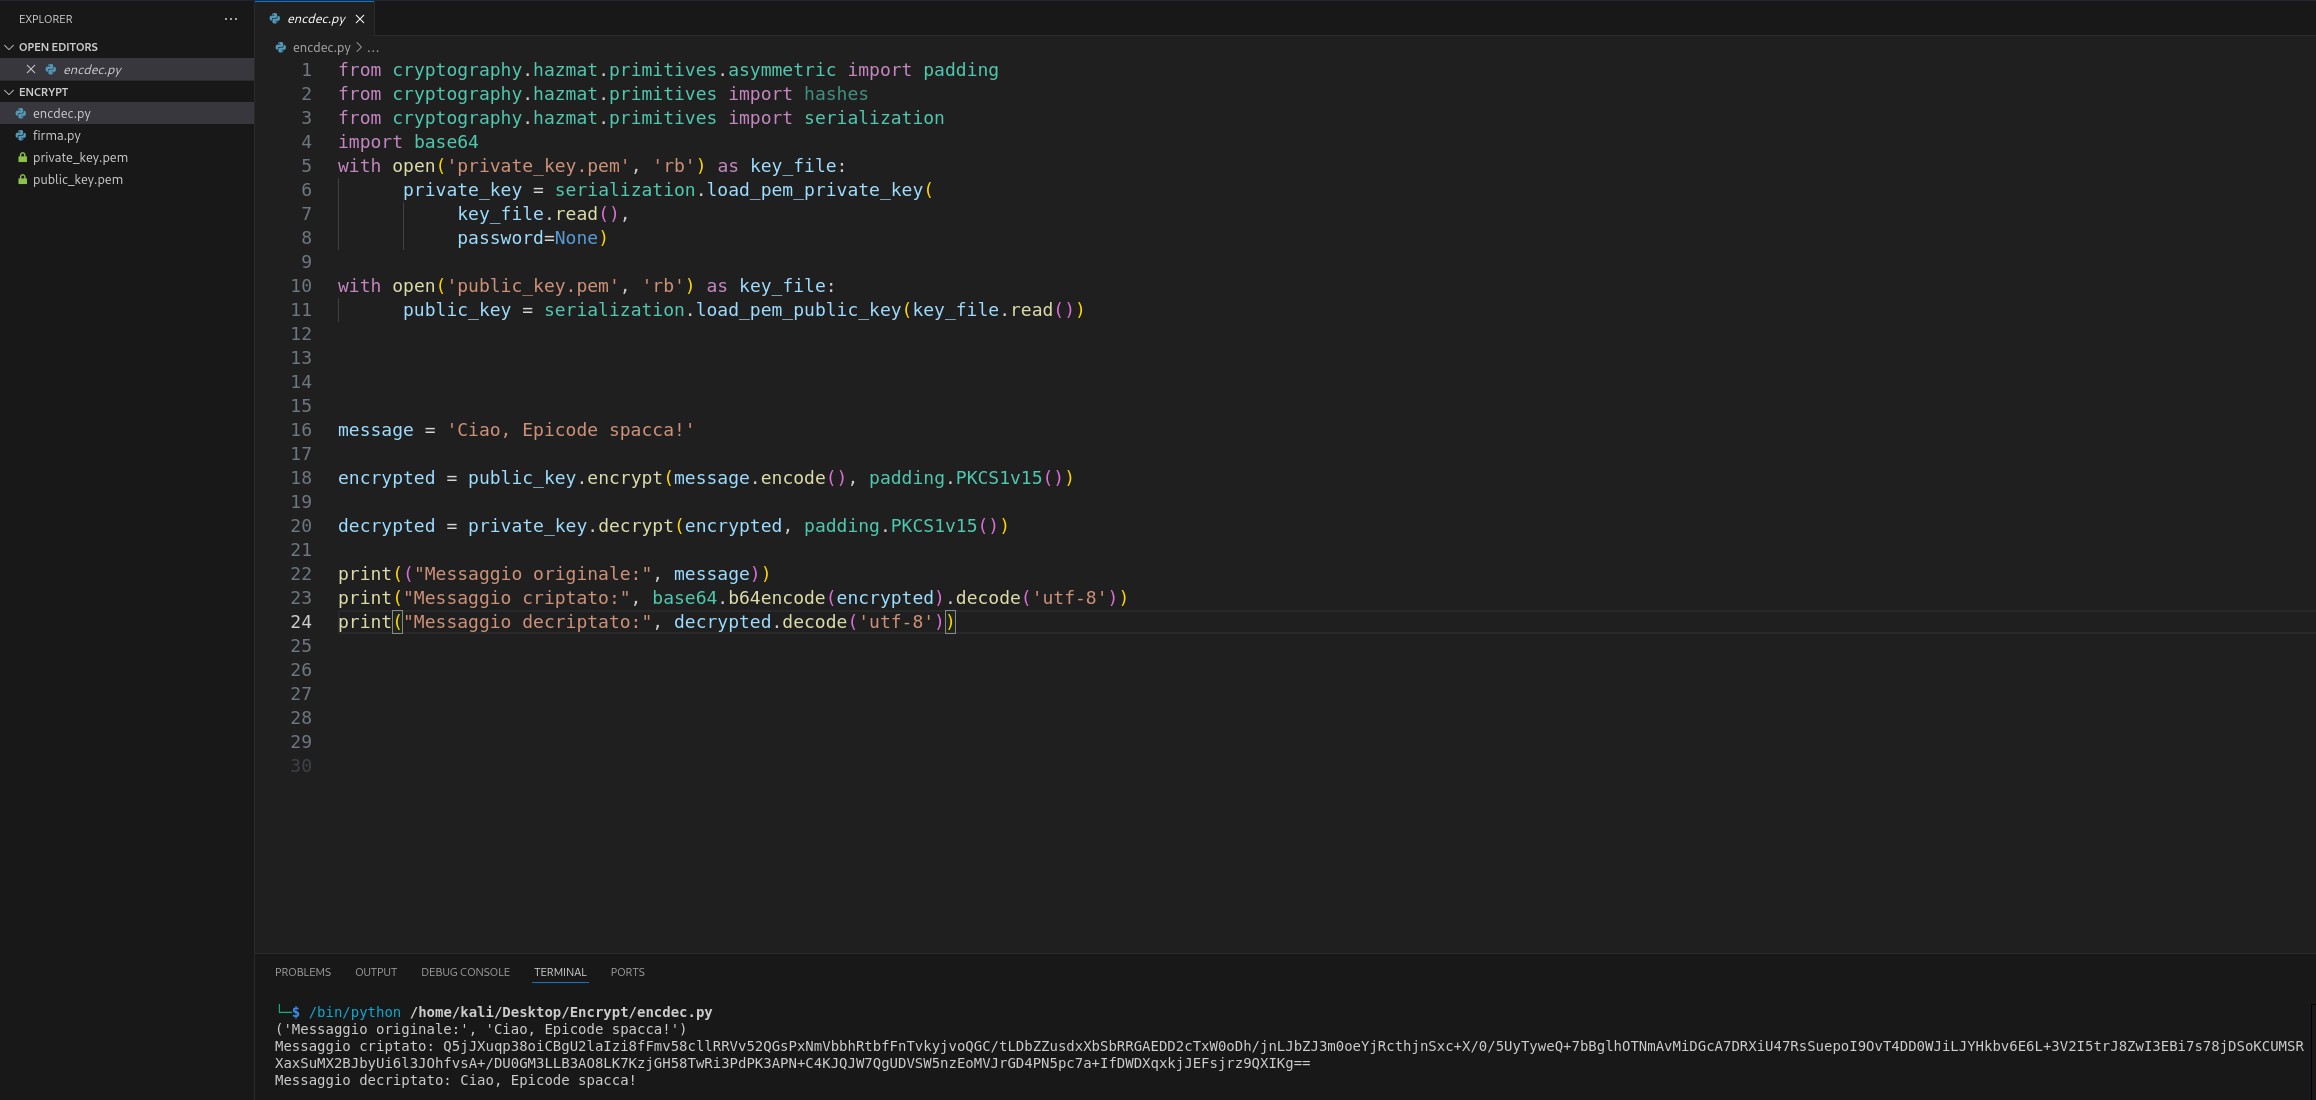 EXPLORER ...
OPEN EDITORS
encdec.py
ENCRYPT
encdec.py
firma.py
private_key.pem
public_key.pem
encdec.py
encdec.py > ...
1 from cryptography.hazmat.primitives.asymmetric import padding
2 from cryptography.hazmat.primitives import hashes
3 from cryptography.hazmat.primitives import serialization
4 import base64
5 with open('private_key.pem', 'rb') as key_file:
6 private_key = serialization.load_pem_private_key(
7 key_file.read(),
8 password=None)
9
10 with open('public_key.pem', 'rb') as key_file:
11 public_key = serialization.load_pem_public_key(key_file.read())
12
13
14
15
16 message = 'Ciao, Epicode spacca!'
17
18 encrypted = public_key.encrypt(message.encode(), padding.PKCS1v15())
19
20 decrypted = private_key.decrypt(encrypted, padding.PKCS1v15())
21
22 print(("Messaggio originale:", message))
23 print("Messaggio criptato:", base64.b64encode(encrypted).decode('utf-8'))
24 print("Messaggio decriptato:", decrypted.decode('utf-8'))
25
26
27
28
29
30
PROBLEMS OUTPUT DEBUG CONSOLE TERMINAL PORTS
└─$ /bin/python /home/kali/Desktop/Encrypt/encdec.py
('Messaggio originale:', 'Ciao, Epicode spacca!')
Messaggio criptato: Q5jJXuqp38oiCBgU2laIzi8fFmv58cllRRVv52QGsPxNmVbbhRtbfFnTvkyjvoQGC/tLDbZZusdxXbSbRRGAEDD2cTxW0oDh/jnLJbZJ3m0oeYjRcthjnSxc+X/0/5UyTyweQ+7bBglhOTNmAvMiDGcA7DRXiU47RsSuepoI9OvT4DD0WJiLJYHkbv6E6L+3V2I5trJ8ZwI3EBi7s78jDSoKCUMSR
XaxSuMX2BJbyUi6l3JOhfvsA+/DU0GM3LLB3AO8LK7KzjGH58TwRi3PdPK3APN+C4KJQJW7QgUDVSW5nzEoMVJrGD4PN5pc7a+IfDWDXqxkjJEFsjrz9QXIKg==
Messaggio decriptato: Ciao, Epicode spacca!